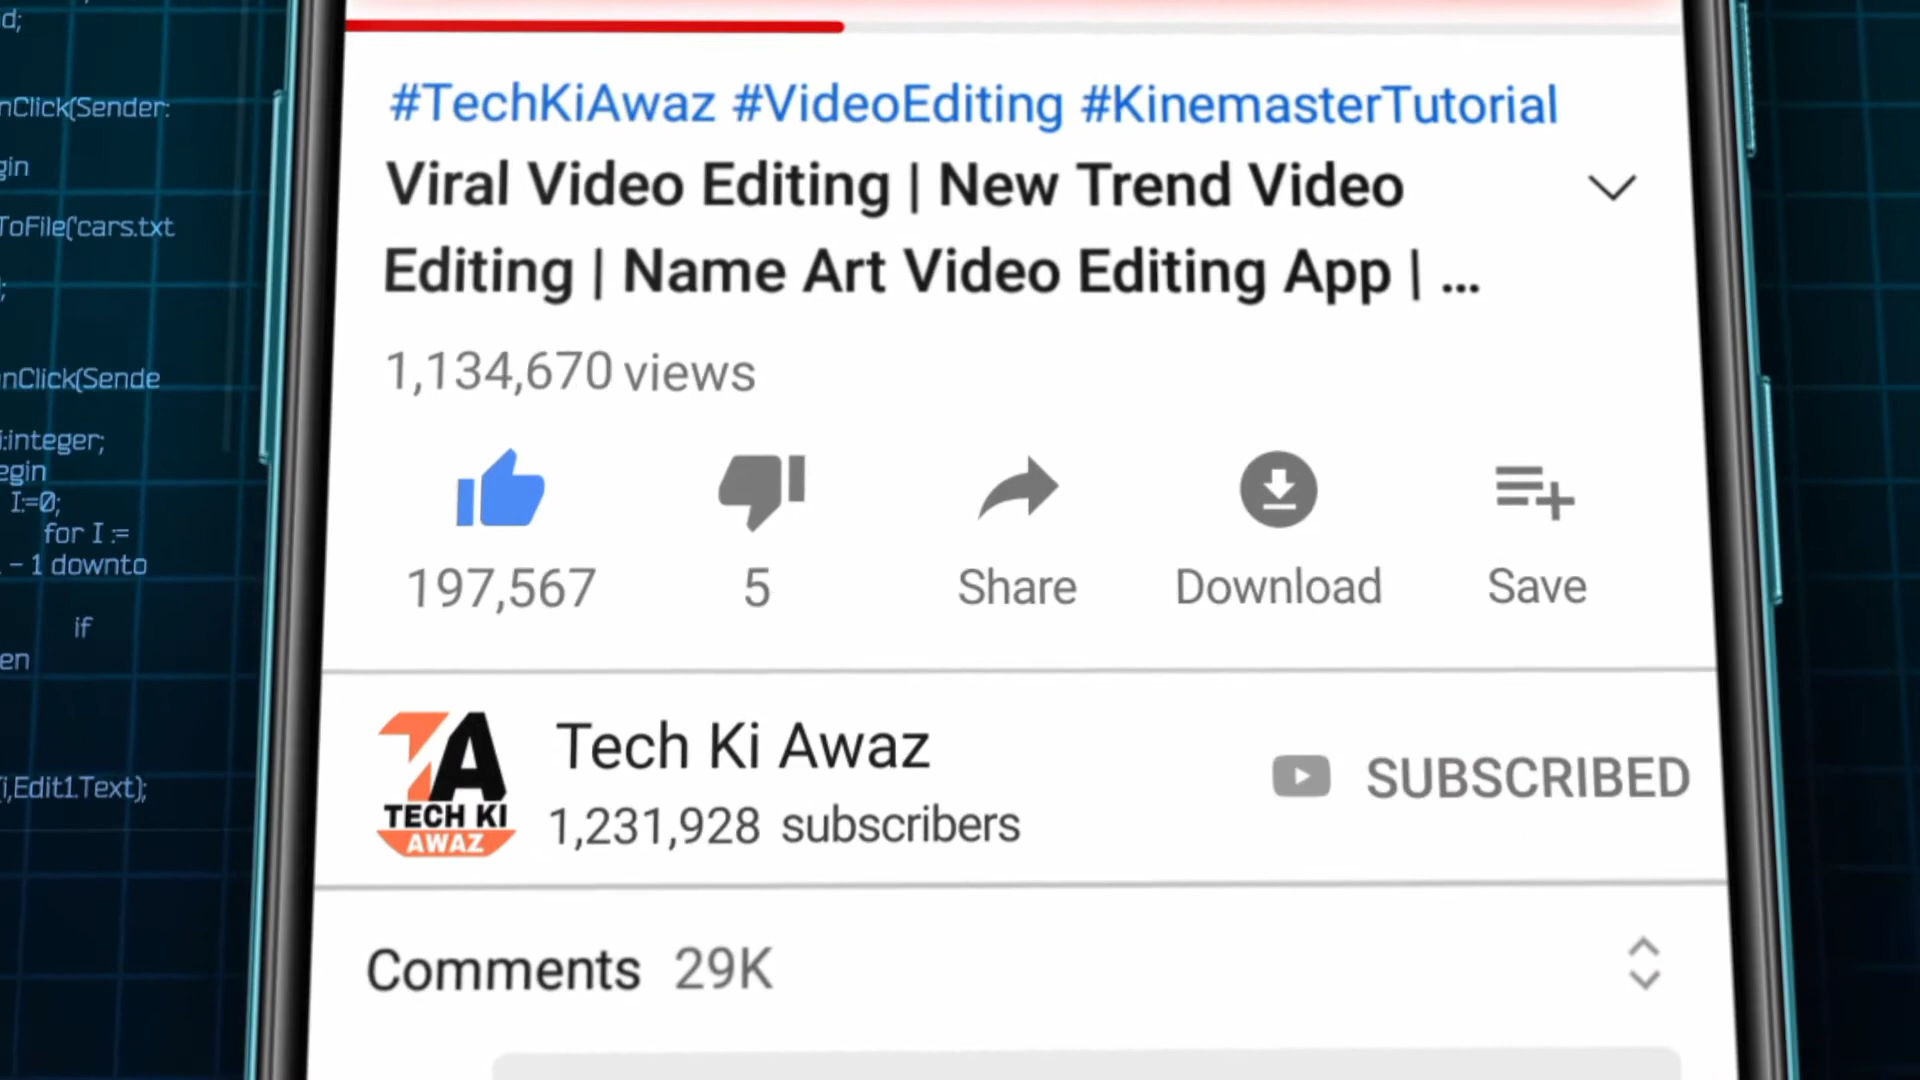 d;
nClick(Sender:
gin
ToFile('cars.txt
;
nClick(Sende
i:integer;
egin
I:=0;
for I :=
- 1 downto
if
en
i,Edit1.Text);
#TechKiAwaz #VideoEditing #KinemasterTutorial
Viral Video Editing | New Trend Video
Editing | Name Art Video Editing App | ...
1,134,670 views
197,567
5
Share
Download
Save
TA
TECH KI
AWAZ
Tech Ki Awaz
1,231,928 subscribers
SUBSCRIBED
Comments 29K